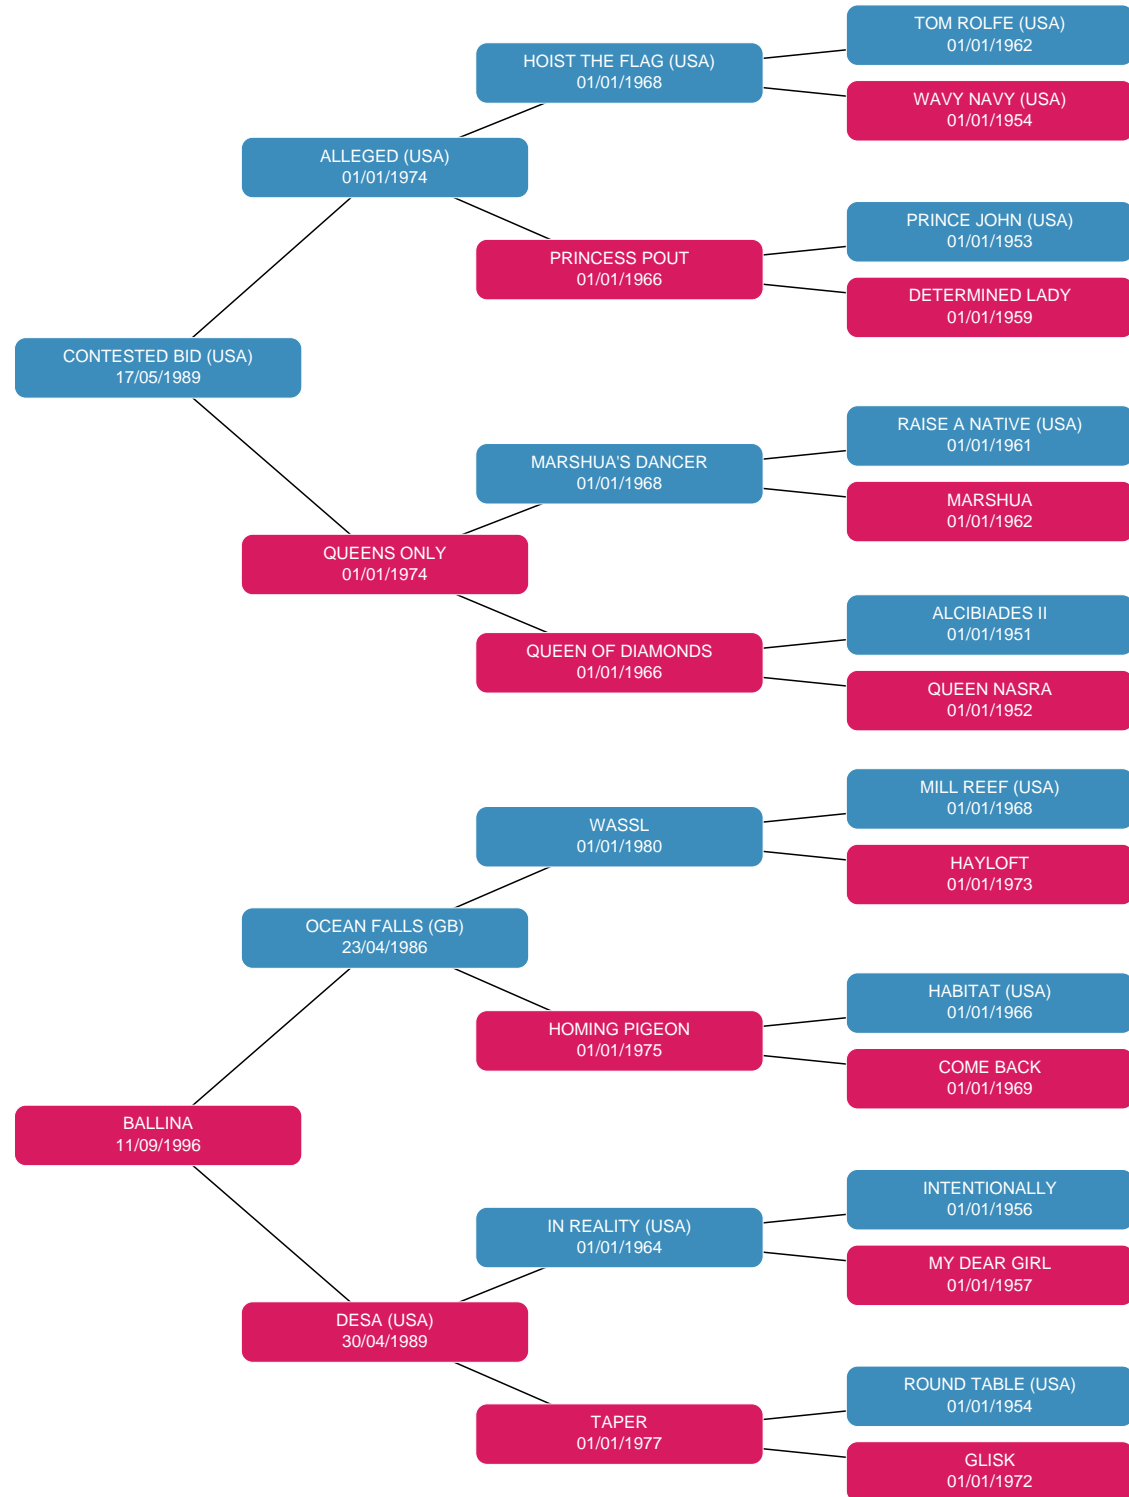 TOM ROLFE (USA)
01/01/1962
HOIST THE FLAG (USA)
01/01/1968
WAVY NAVY (USA)
01/01/1954
ALLEGED (USA)
01/01/1974
PRINCE JOHN (USA)
01/01/1953
PRINCESS POUT
01/01/1966
DETERMINED LADY
01/01/1959
CONTESTED BID (USA)
17/05/1989
RAISE A NATIVE (USA)
01/01/1961
MARSHUA'S DANCER
01/01/1968
MARSHUA
01/01/1962
QUEENS ONLY
01/01/1974
ALCIBIADES II
01/01/1951
QUEEN OF DIAMONDS
01/01/1966
QUEEN NASRA
01/01/1952
MILL REEF (USA)
01/01/1968
WASSL
01/01/1980
HAYLOFT
01/01/1973
OCEAN FALLS (GB)
23/04/1986
HABITAT (USA)
01/01/1966
HOMING PIGEON
01/01/1975
COME BACK
01/01/1969
BALLINA
11/09/1996
INTENTIONALLY
01/01/1956
IN REALITY (USA)
01/01/1964
MY DEAR GIRL
01/01/1957
DESA (USA)
30/04/1989
ROUND TABLE (USA)
01/01/1954
TAPER
01/01/1977
GLISK
01/01/1972